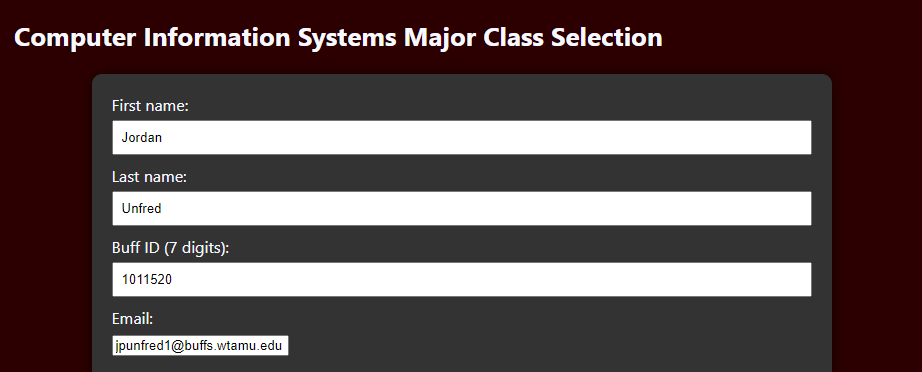 Computer Information Systems Major Class Selection
First name:
Jordan
Last name:
Unfred
Buff ID (7 digits):
1011520
Email:
jpunfred1@buffs.wtamu.edu